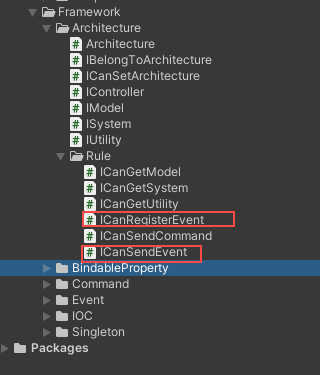 Framework
Architecture
Architecture
IBelongToArchitecture
ICanSetArchitecture
IController
IModel
ISystem
IUtility
Rule
ICanGetModel
ICanGetSystem
ICanGetUtility
ICanRegisterEvent
ICanSendCommand
ICanSendEvent
BindableProperty
Command
Event
IOC
Singleton
Packages